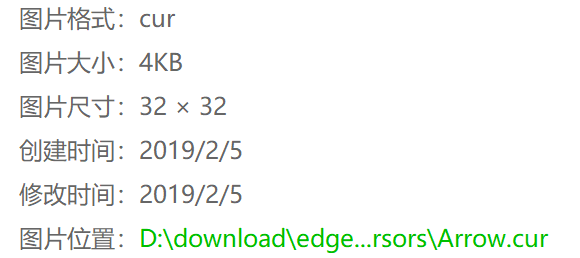 图片格式：cur
图片大小：4KB
图片尺寸：32 × 32
创建时间：2019/2/5
修改时间：2019/2/5
图片位置：D:\download\edge...rsors\Arrow.cur